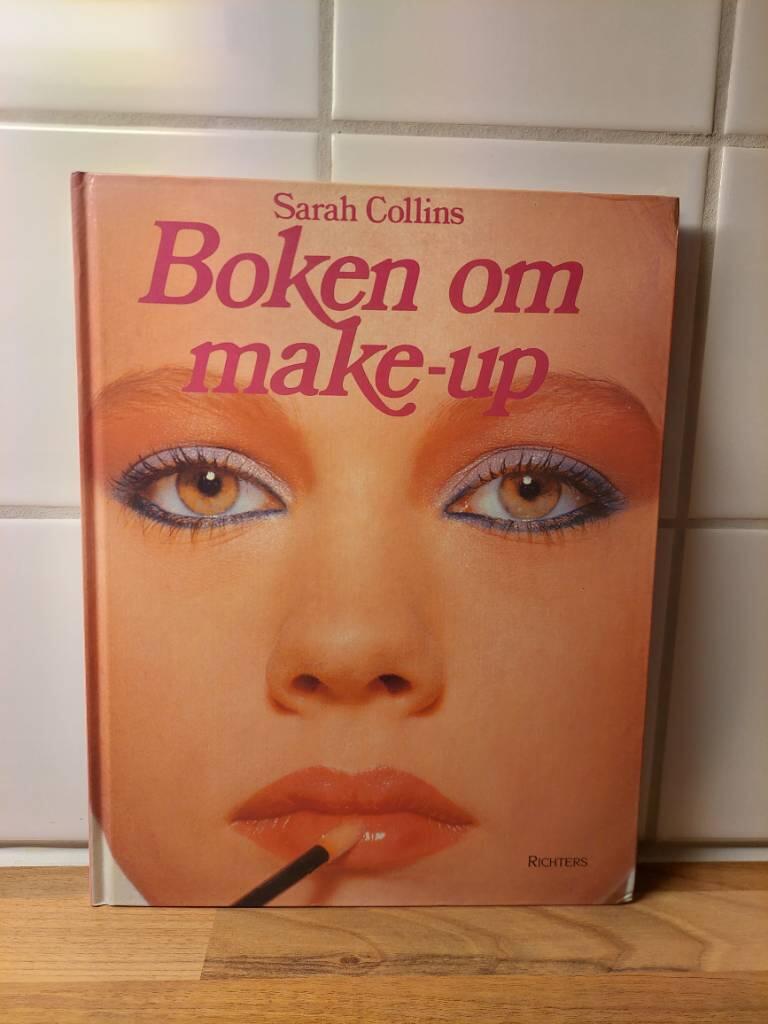 Sarah Collins
Boken om
make-up
RICHTERS